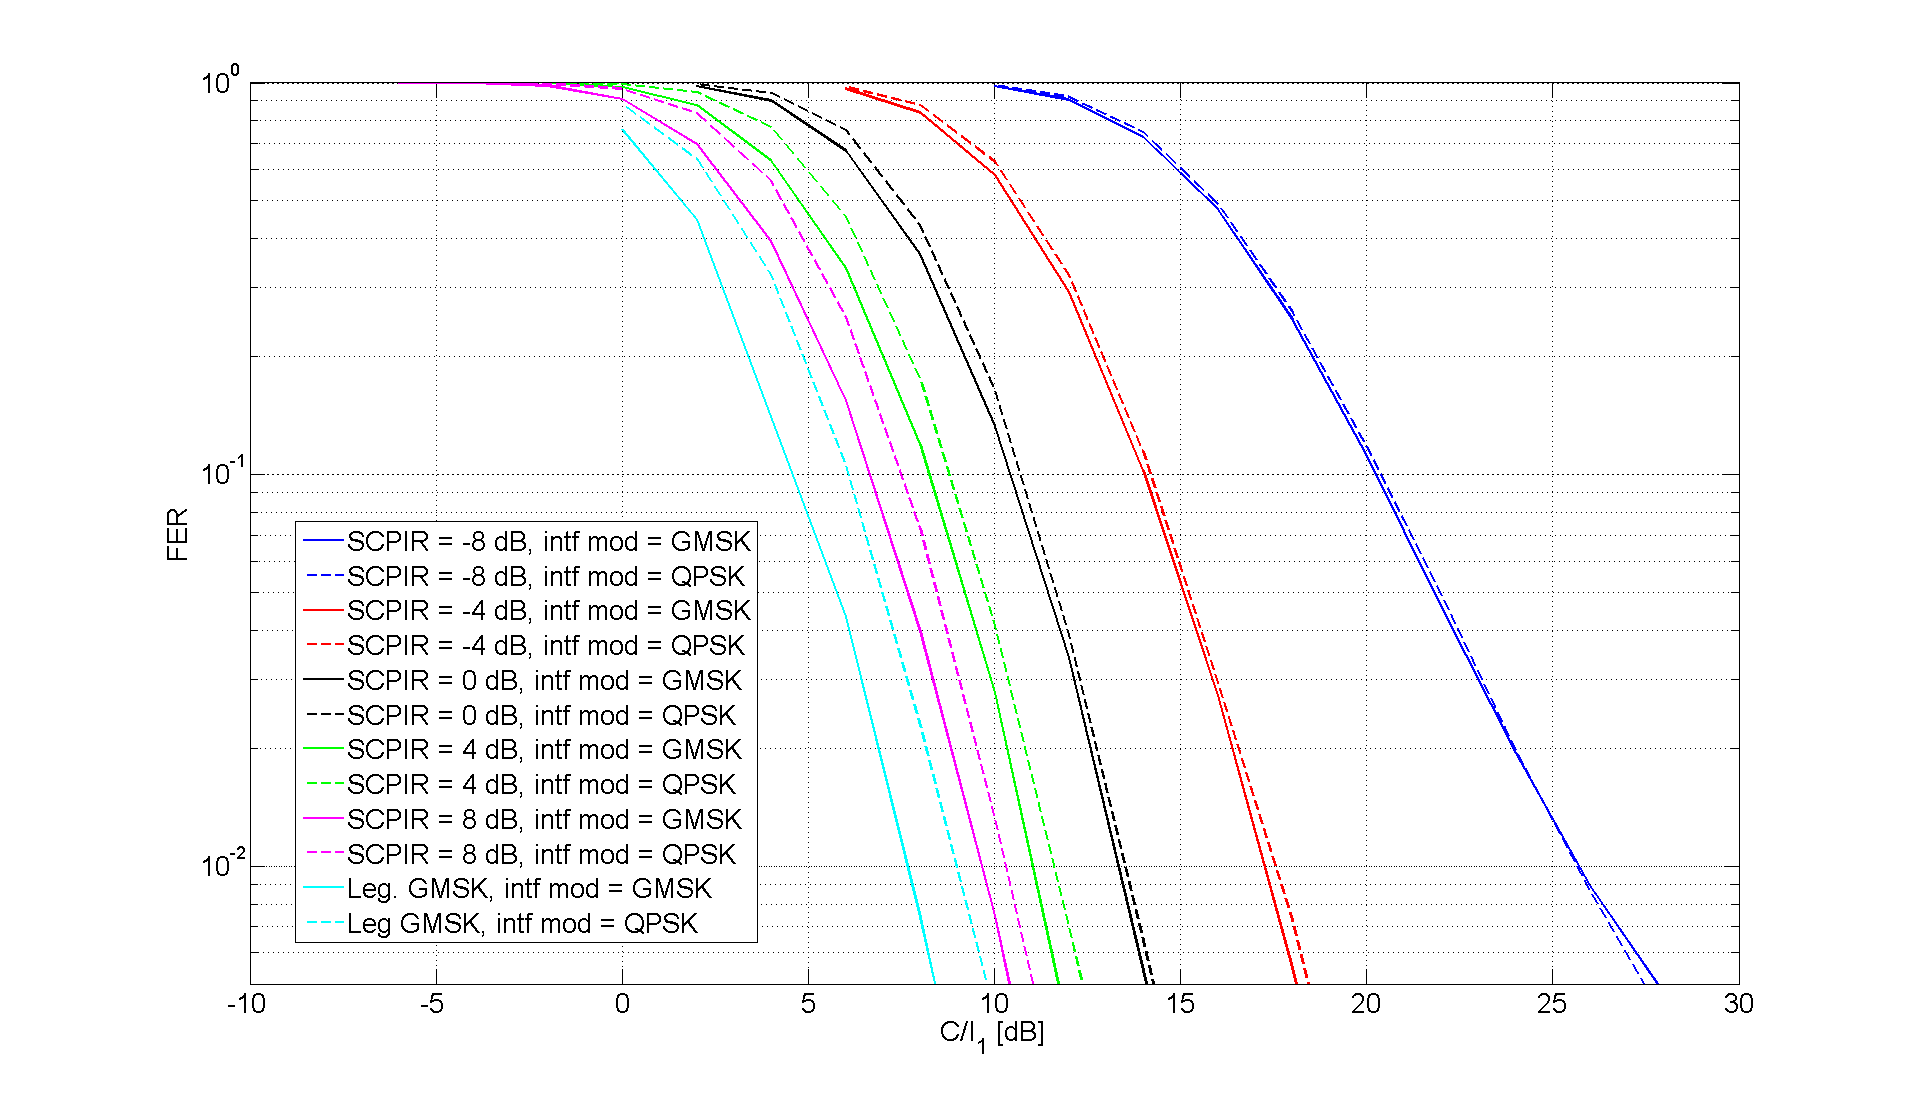 10^0
10^-1
10^-2
FER
SCPIR = -8 dB, intf mod = GMSK
SCPIR = -8 dB, intf mod = QPSK
SCPIR = -4 dB, intf mod = GMSK
SCPIR = -4 dB, intf mod = QPSK
SCPIR = 0 dB, intf mod = GMSK
SCPIR = 0 dB, intf mod = QPSK
SCPIR = 4 dB, intf mod = GMSK
SCPIR = 4 dB, intf mod = QPSK
SCPIR = 8 dB, intf mod = GMSK
SCPIR = 8 dB, intf mod = QPSK
Leg. GMSK, intf mod = GMSK
Leg GMSK, intf mod = QPSK
-10 -5 0 5 10 15 20 25 30
C/I_1 [dB]